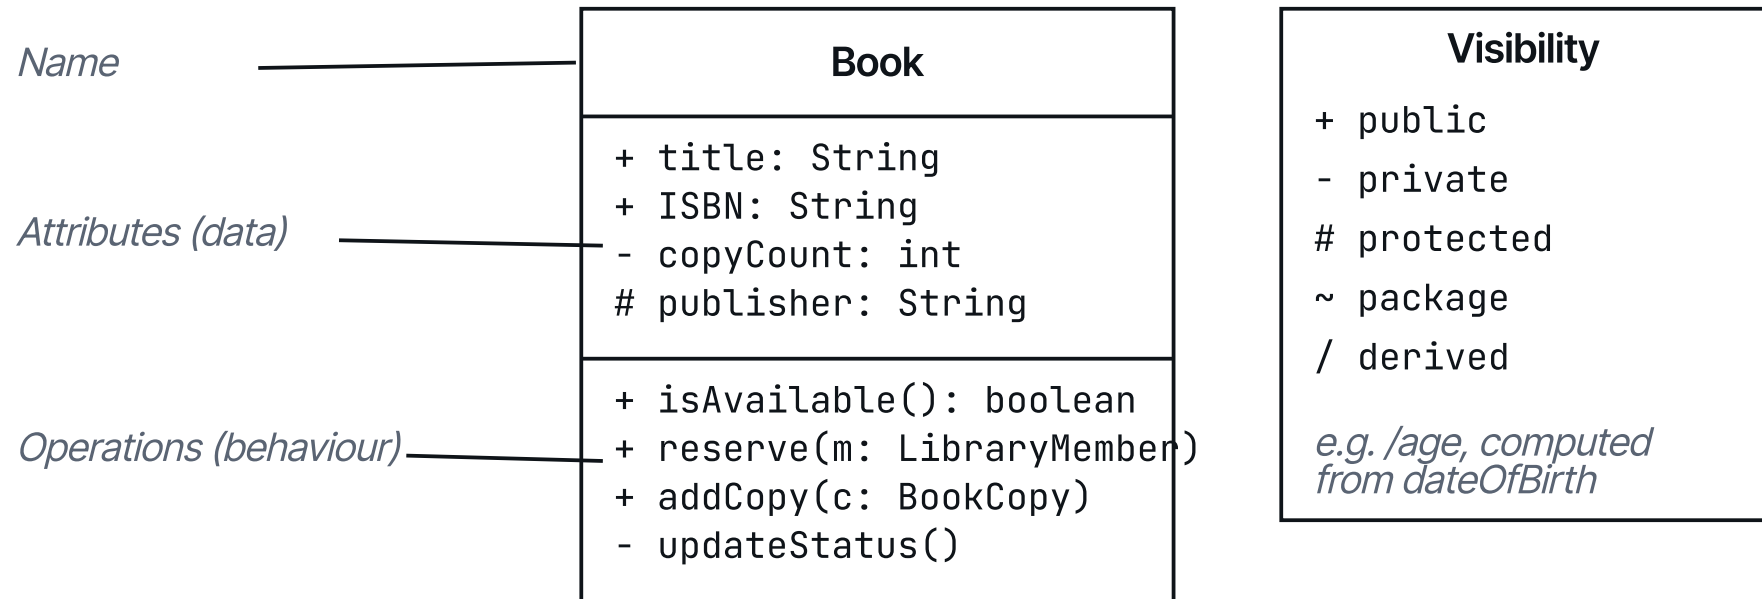 Name
Attributes (data)
Operations (behaviour)
Book
+ title: String
+ ISBN: String
- copyCount: int
# publisher: String
+ isAvailable(): boolean
+ reserve(m: LibraryMember)
+ addCopy(c: BookCopy)
- updateStatus()
Visibility
+ public
- private
# protected
~ package
/ derived
e.g. /age, computed
from dateOfBirth